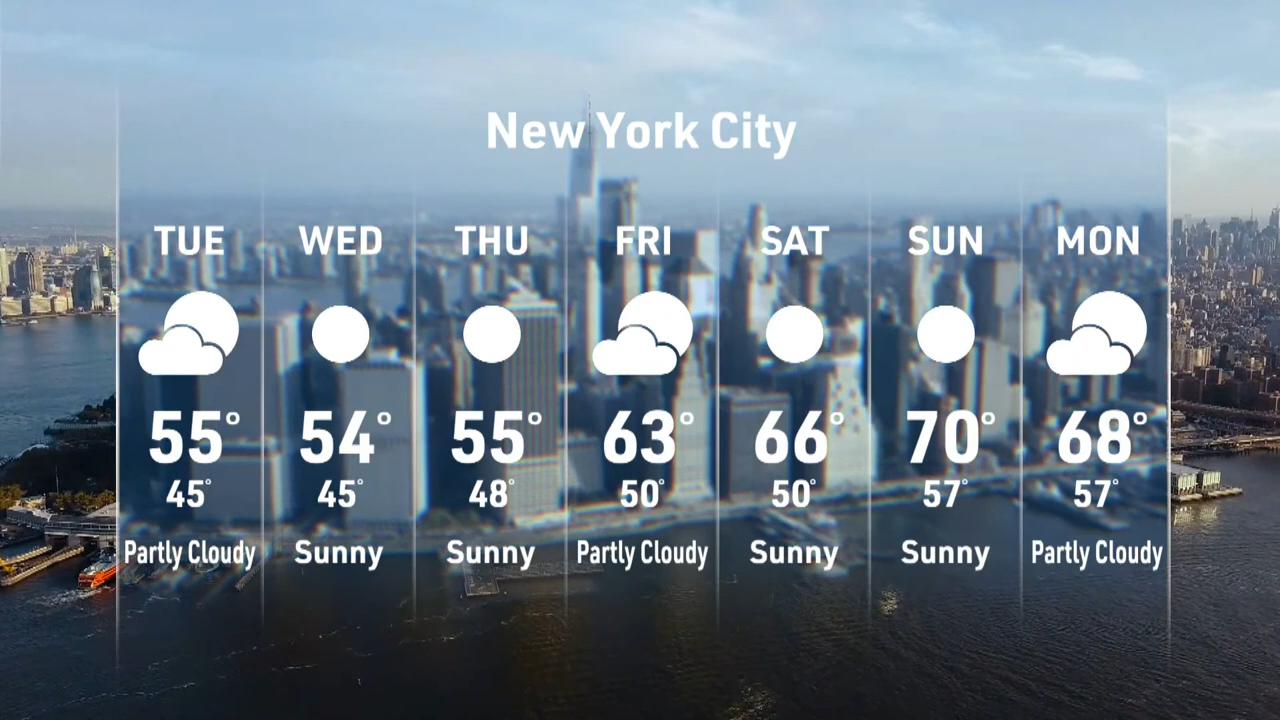 New York City
TUE WED THU FRI SAT SUN MON
55° 54° 55° 63° 66° 70° 68°
45° 45° 48° 50° 50° 57° 57°
Partly Cloudy Sunny Sunny Partly Cloudy Sunny Sunny Partly Cloudy